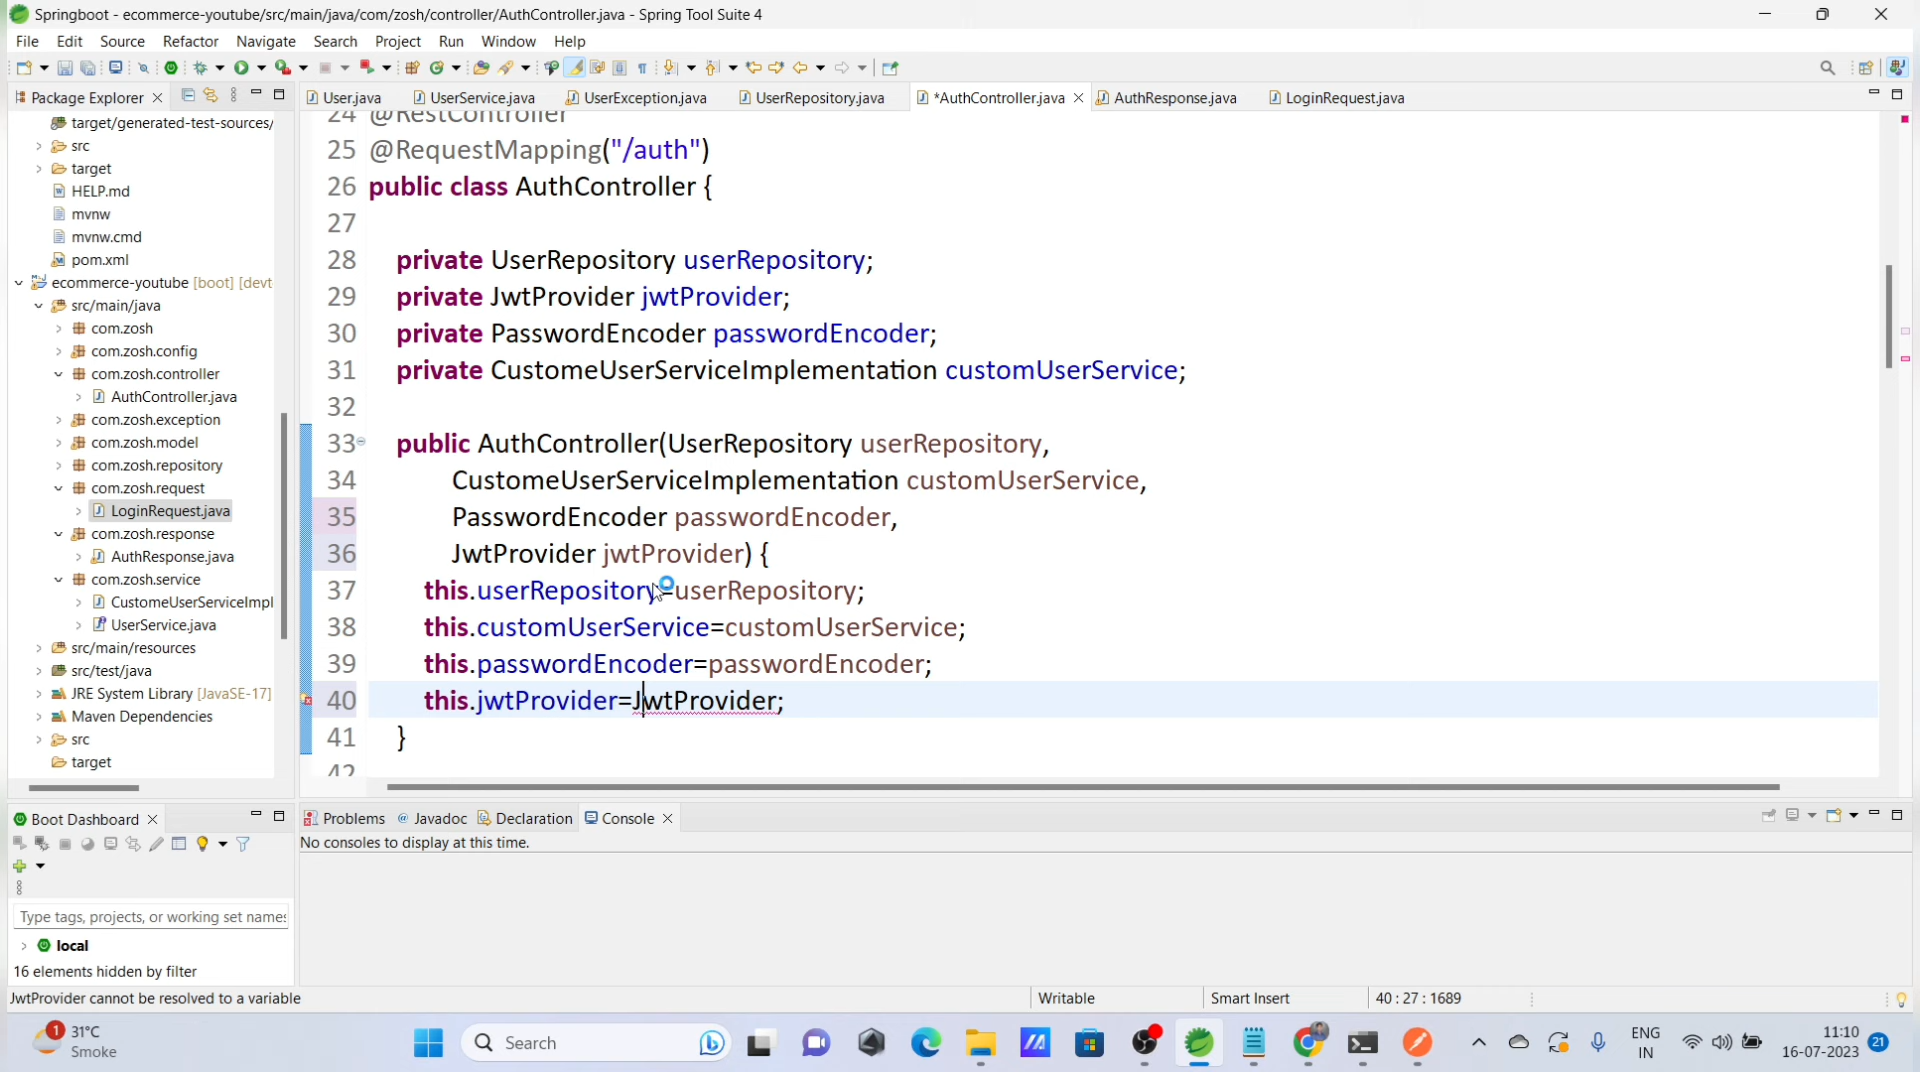 Springboot - ecommerce-youtube/src/main/java/com/zosh/controller/AuthController.java - Spring Tool Suite 4
File Edit Source Refactor Navigate Search Project Run Window Help
Package Explorer
User.java UserService.java UserException.java UserRepository.java *AuthController.java AuthResponse.java LoginRequest.java
target/generated-test-sources/
src
target
HELP.md
mvnw
mvnw.cmd
pom.xml
ecommerce-youtube [boot] [devt
src/main/java
com.zosh
com.zosh.config
com.zosh.controller
AuthController.java
com.zosh.exception
com.zosh.model
com.zosh.repository
com.zosh.request
LoginRequest.java
com.zosh.response
AuthResponse.java
com.zosh.service
CustomeUserServiceImpl
UserService.java
src/main/resources
src/test/java
JRE System Library [JavaSE-17]
Maven Dependencies
src
target
24 @RestController
25 @RequestMapping("/auth")
26 public class AuthController {
27
28 private UserRepository userRepository;
29 private JwtProvider jwtProvider;
30 private PasswordEncoder passwordEncoder;
31 private CustomeUserServiceImplementation customUserService;
32
33 public AuthController(UserRepository userRepository,
34 CustomeUserServiceImplementation customUserService,
35 PasswordEncoder passwordEncoder,
36 JwtProvider jwtProvider) {
37 this.userRepository=userRepository;
38 this.customUserService=customUserService;
39 this.passwordEncoder=passwordEncoder;
40 this.jwtProvider=JwtProvider;
41 }
42
Boot Dashboard
Type tags, projects, or working set names
local
16 elements hidden by filter
Problems @ Javadoc Declaration Console
No consoles to display at this time.
JwtProvider cannot be resolved to a variable
Writable Smart Insert 40 : 27 : 1689
1 31°C
Smoke
Search
ENG
IN
11:10
16-07-2023 21